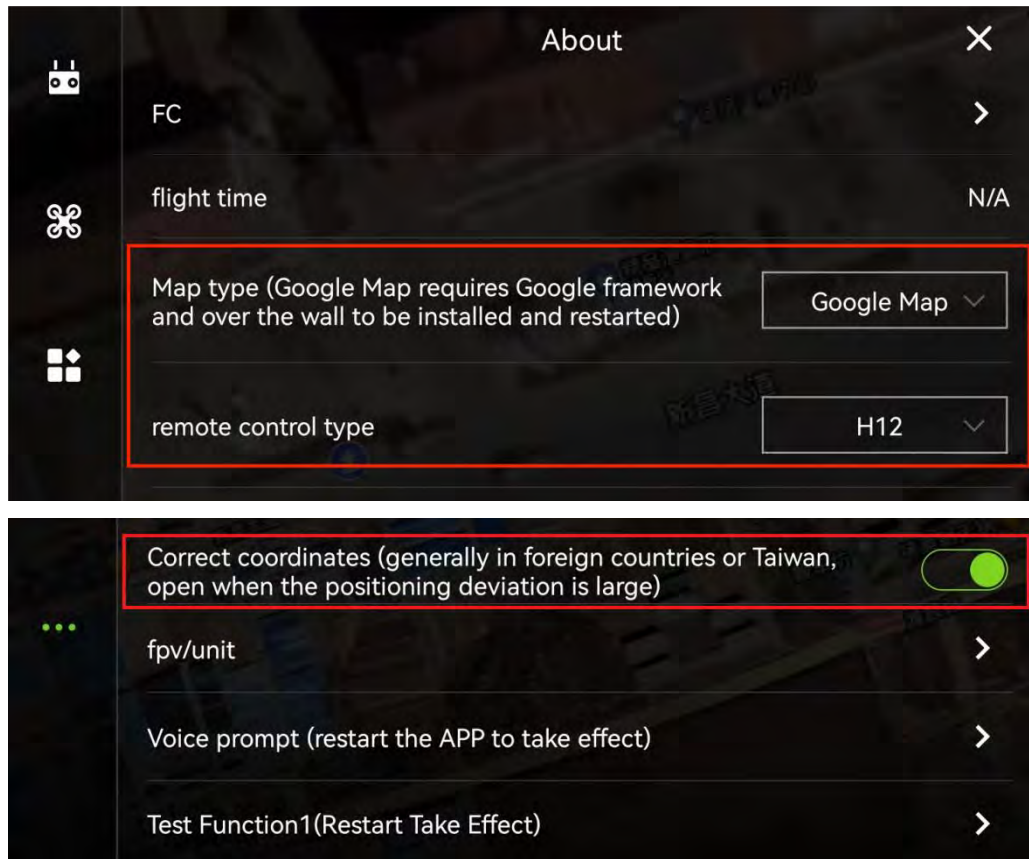 About
FC
flight time
N/A
Map type (Google Map requires Google framework
and over the wall to be installed and restarted)
Google Map
remote control type
H12
Correct coordinates (generally in foreign countries or Taiwan,
open when the positioning deviation is large)
fpv/unit
Voice prompt (restart the APP to take effect)
Test Function1(Restart Take Effect)